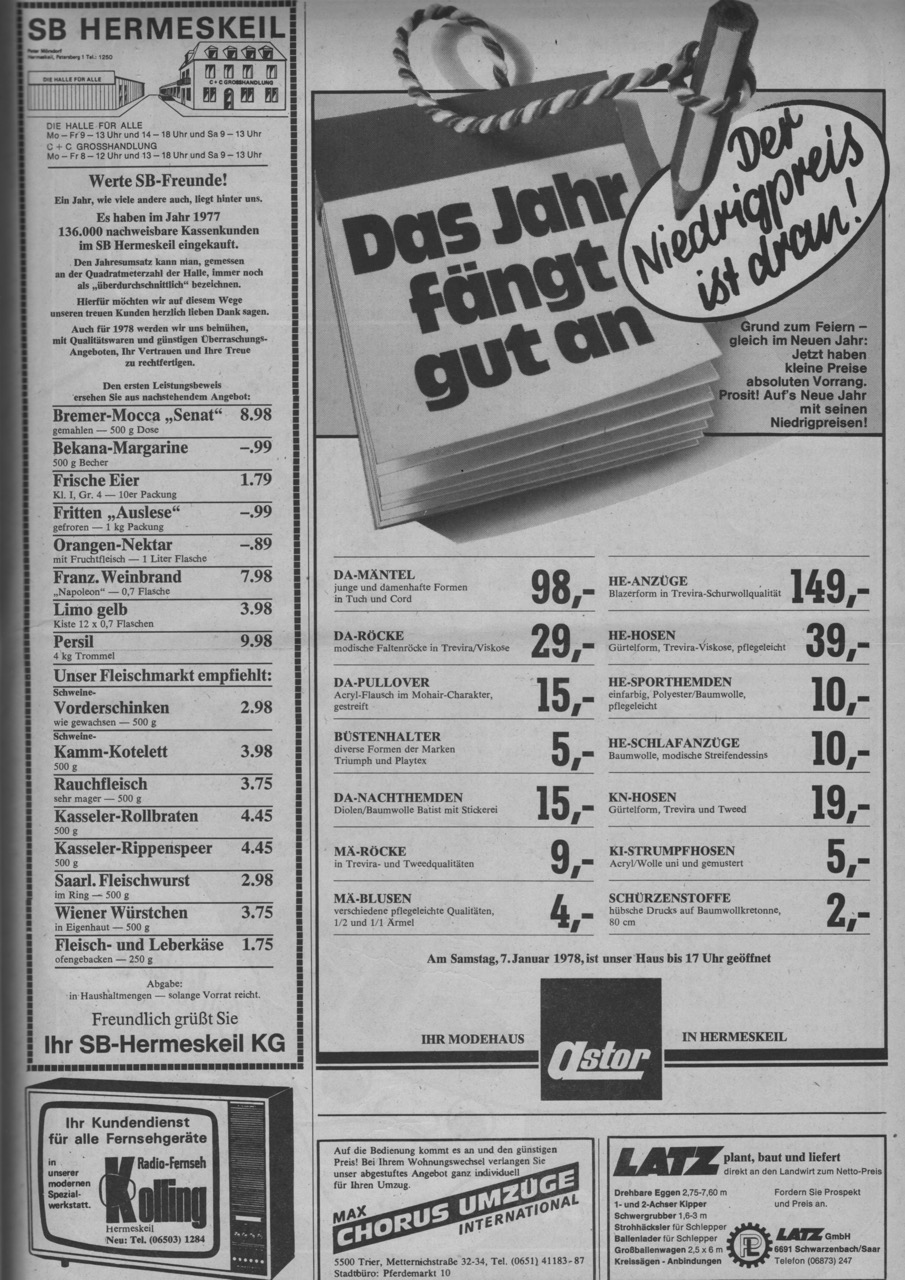 SB HERMESKEIL
Peter Mörsdorf
Hermeskeil, Petersberg 1 Tel.: 1250
DIE HALLE FÜR ALLE
C + C GROSSHANDLUNG
DIE HALLE FÜR ALLE
Mo – Fr 9 – 13 Uhr und 14 – 18 Uhr und Sa 9 – 13 Uhr
C + C GROSSHANDLUNG
Mo – Fr 8 – 12 Uhr und 13 – 18 Uhr und Sa 9 – 13 Uhr
Werte SB-Freunde!
Ein Jahr, wie viele andere auch, liegt hinter uns.
Es haben im Jahr 1977
136.000 nachweisbare Kassenkunden
im SB Hermeskeil eingekauft.
Den Jahresumsatz kann man, gemessen
an der Quadratmeterzahl der Halle, immer noch
als „überdurchschnittlich“ bezeichnen.
Hierfür möchten wir auf diesem Wege
unseren treuen Kunden herzlich lieben Dank sagen.
Auch für 1978 werden wir uns bemühen,
mit Qualitätswaren und günstigen Überraschungs-
Angeboten, Ihr Vertrauen und Ihre Treue
zu rechtfertigen.
Den ersten Leistungsbeweis
ersehen Sie aus nachstehendem Angebot:
Bremer-Mocca „Senat“ 8.98
gemahlen — 500 g Dose
Bekana-Margarine –.99
500 g Becher
Frische Eier 1.79
Kl. I, Gr. 4 — 10er Packung
Fritten „Auslese“ –.99
gefroren — 1 kg Packung
Orangen-Nektar –.89
mit Fruchtfleisch — 1 Liter Flasche
Franz. Weinbrand 7.98
„Napoleon“ — 0,7 Flasche
Limo gelb 3.98
Kiste 12 x 0,7 Flaschen
Persil 9.98
4 kg Trommel
Unser Fleischmarkt empfiehlt:
Schweine-
Vorderschinken 2.98
wie gewachsen — 500 g
Schweine-
Kamm-Kotelett 3.98
500 g
Rauchfleisch 3.75
sehr mager — 500 g
Kasseler-Rollbraten 4.45
500 g
Kasseler-Rippenspeer 4.45
500 g
Saarl. Fleischwurst 2.98
im Ring — 500 g
Wiener Würstchen 3.75
in Eigenhaut — 500 g
Fleisch- und Leberkäse 1.75
ofengebacken — 250 g
Abgabe:
in Haushaltmengen — solange Vorrat reicht.
Freundlich grüßt Sie
Ihr SB-Hermeskeil KG
Ihr Kundendienst
für alle Fernsehgeräte
in
unserer
modernen
Spezial-
werkstatt.
Radio-Fernseh
Kolling
Hermeskeil
Neu: Tel. (06503) 1284
Das Jahr
fängt
gut an
Der
Niedrigpreis
ist dran!
Grund zum Feiern –
gleich im Neuen Jahr:
Jetzt haben
kleine Preise
absoluten Vorrang.
Prosit! Auf's Neue Jahr
mit seinen
Niedrigpreisen!
DA-MÄNTEL
junge und damenhafte Formen
in Tuch und Cord
98,-
DA-RÖCKE
modische Faltenröcke in Trevira/Viskose
29,-
DA-PULLOVER
Acryl-Flausch im Mohair-Charakter,
gestreift
15,-
BÜSTENHALTER
diverse Formen der Marken
Triumph und Playtex
5,-
DA-NACHTHEMDEN
Diolen/Baumwolle Batist mit Stickerei
15,-
MÄ-RÖCKE
in Trevira- und Tweedqualitäten
9,-
MÄ-BLUSEN
verschiedene pflegeleichte Qualitäten,
1/2 und 1/1 Ärmel
4,-
HE-ANZÜGE
Blazerform in Trevira-Schurwollqualität
149,-
HE-HOSEN
Gürtelform, Trevira-Viskose, pflegeleicht
39,-
HE-SPORTHEMDEN
einfarbig, Polyester/Baumwolle,
pflegeleicht
10,-
HE-SCHLAFANZÜGE
Baumwolle, modische Streifendessins
10,-
KN-HOSEN
Gürtelform, Trevira und Tweed
19,-
KI-STRUMPFHOSEN
Acryl/Wolle uni und gemustert
5,-
SCHÜRZENSTOFFE
hübsche Drucks auf Baumwollkretonne,
80 cm
2,-
Am Samstag, 7. Januar 1978, ist unser Haus bis 17 Uhr geöffnet
IHR MODEHAUS
astor
IN HERMESKEIL
Auf die Bedienung kommt es an und den günstigen
Preis! Bei Ihrem Wohnungswechsel verlangen Sie
unser abgestuftes Angebot ganz individuell
für Ihren Umzug.
MAX
CHORUS UMZÜGE
INTERNATIONAL
5500 Trier, Metternichstraße 32-34, Tel. (0651) 41183-87
Stadtbüro: Pferdemarkt 10
LATZ plant, baut und liefert
direkt an den Landwirt zum Netto-Preis
Drehbare Eggen 2,75-7,60 m
1- und 2-Achser Kipper
Schwergrubber 1,6-3 m
Strohhäcksler für Schlepper
Ballenlader für Schlepper
Großballenwagen 2,5 x 6 m
Kreissägen - Anbindungen
Fordern Sie Prospekt
und Preis an.
LATZ GmbH
6691 Schwarzenbach/Saar
Telefon (06873) 247